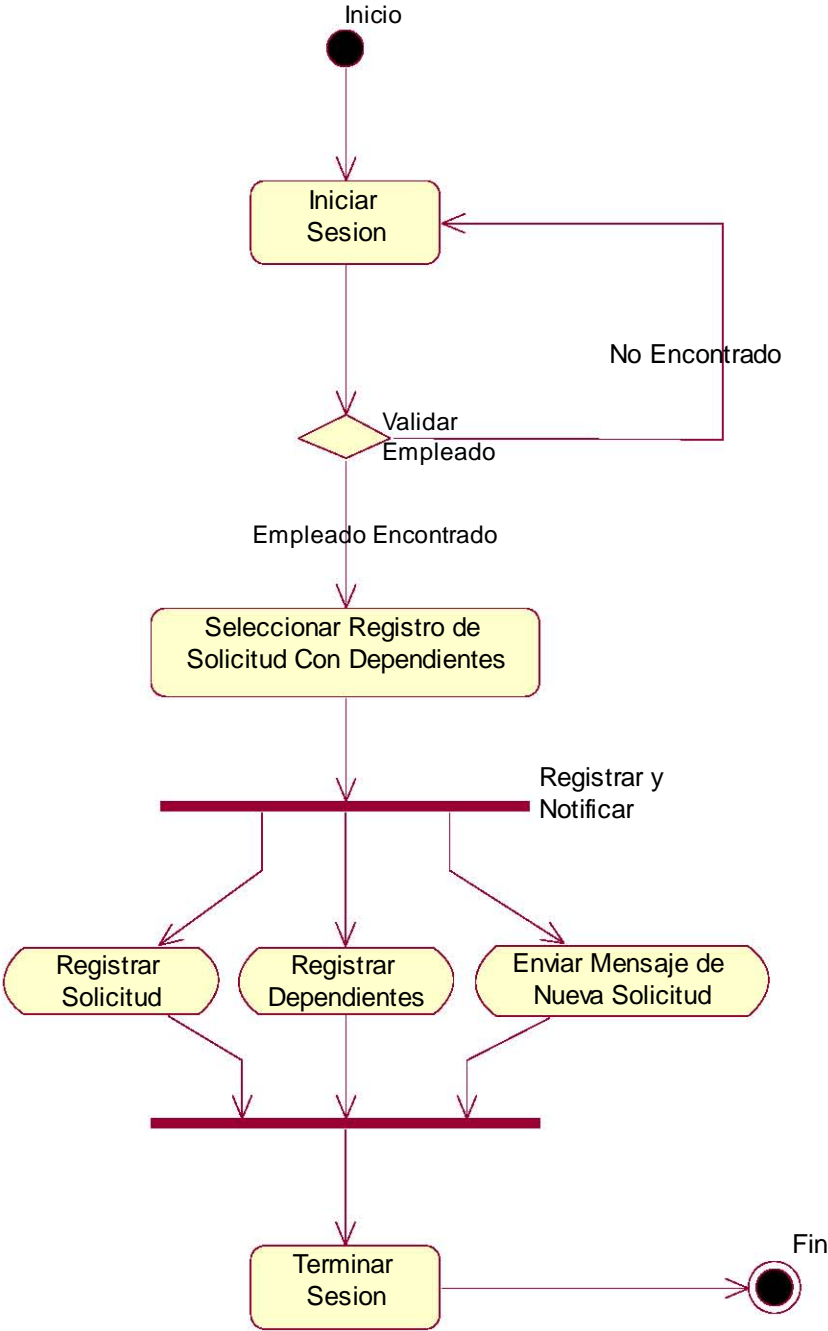 Inicio
Iniciar
Sesion
No Encontrado
Validar
Empleado
Empleado Encontrado
Seleccionar Registro de
Solicitud Con Dependientes
Registrar y
Notificar
Registrar
Solicitud
Registrar
Dependientes
Enviar Mensaje de
Nueva Solicitud
Terminar
Sesion
Fin